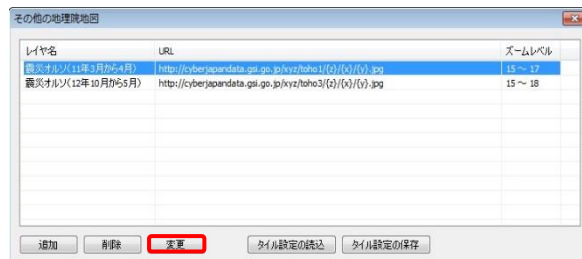 その他の地理院地図
レイヤ名 URL ズームレベル
震災オルソ(11年3月から4月) http://cyberjapandata.gsi.go.jp/xyz/toho1/{z}/{x}/{y}.jpg 15 ～ 17
震災オルソ(12年10月から5月) http://cyberjapandata.gsi.go.jp/xyz/toho3/{z}/{x}/{y}.jpg 15 ～ 18
追加 削除 変更 タイル設定の読込 タイル設定の保存